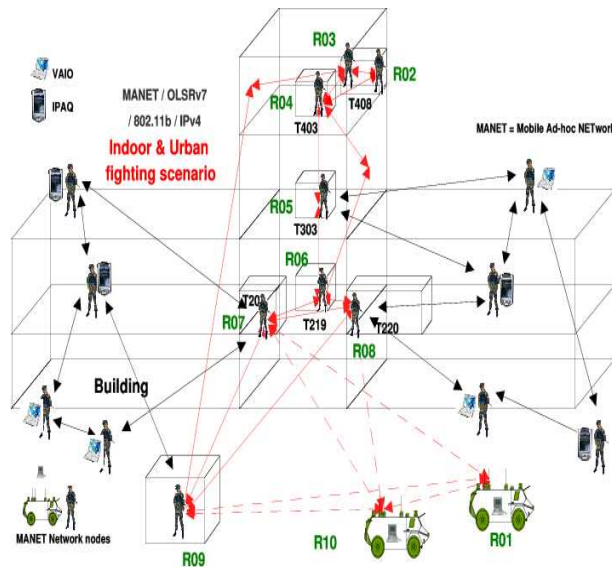 R03
VAIO
R02
IPAQ
MANET / OLSRv7
/ 802.11b / IPv4
Indoor & Urban
fighting scenario
R04
T408
T403
MANET = Mobile Ad-hoc NETwork
R05
T303
R06
T20
R07
T219
T220
R08
Building
MANET Network nodes
R09
R10
R01